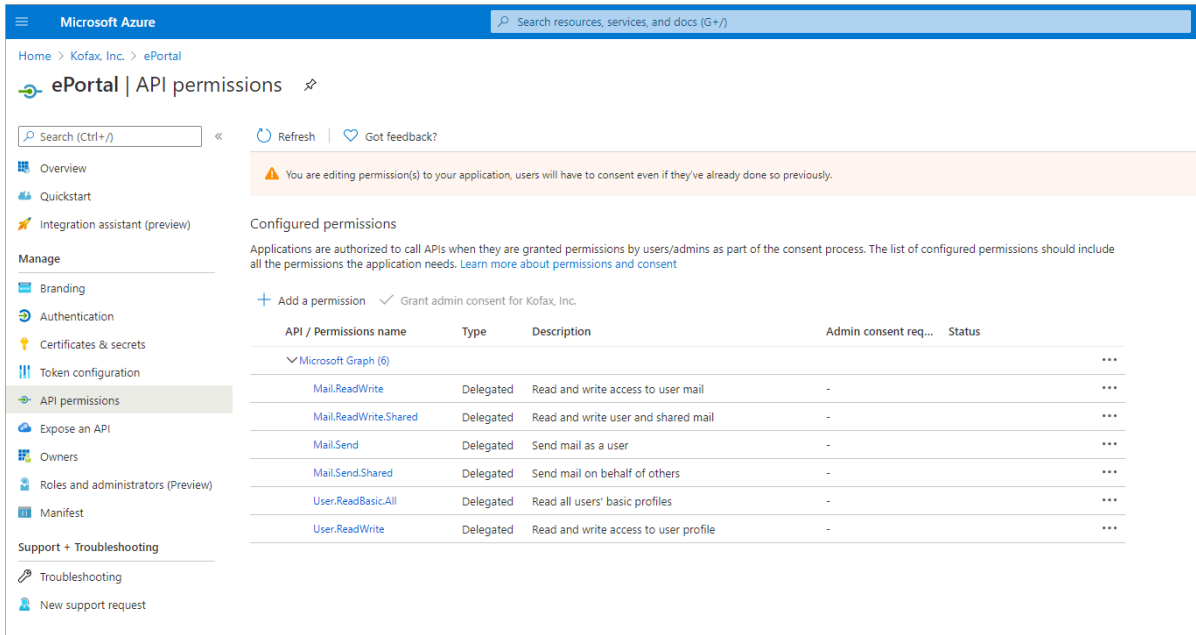 Microsoft Azure
Search resources, services, and docs (G+/)
Home > Kofax, Inc. > ePortal
ePortal | API permissions
Search (Ctrl+/)
«
Overview
Quickstart
Integration assistant (preview)
Manage
Branding
Authentication
Certificates & secrets
Token configuration
API permissions
Expose an API
Owners
Roles and administrators (Preview)
Manifest
Support + Troubleshooting
Troubleshooting
New support request
Refresh
Got feedback?
You are editing permission(s) to your application, users will have to consent even if they've already done so previously.
Configured permissions
Applications are authorized to call APIs when they are granted permissions by users/admins as part of the consent process. The list of configured permissions should include
all the permissions the application needs. Learn more about permissions and consent
Add a permission Grant admin consent for Kofax, Inc.
API / Permissions name Type Description Admin consent req... Status
Microsoft Graph (6)
Mail.ReadWrite Delegated Read and write access to user mail -
Mail.ReadWrite.Shared Delegated Read and write user and shared mail -
Mail.Send Delegated Send mail as a user -
Mail.Send.Shared Delegated Send mail on behalf of others -
User.ReadBasic.All Delegated Read all users' basic profiles -
User.ReadWrite Delegated Read and write access to user profile -